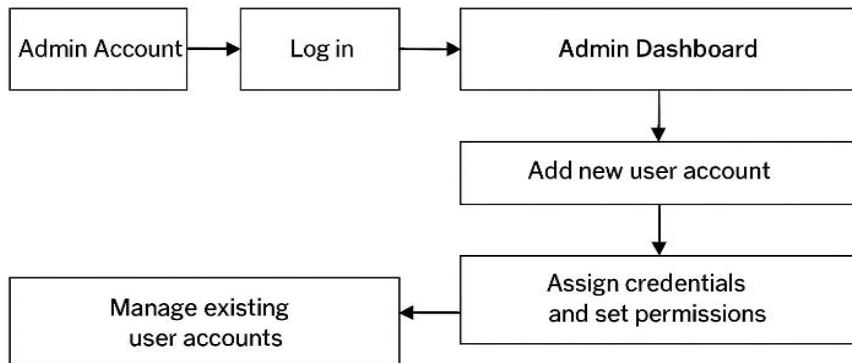 Admin Account
Log in
Admin Dashboard
Add new user account
Assign credentials
and set permissions
Manage existing
user accounts